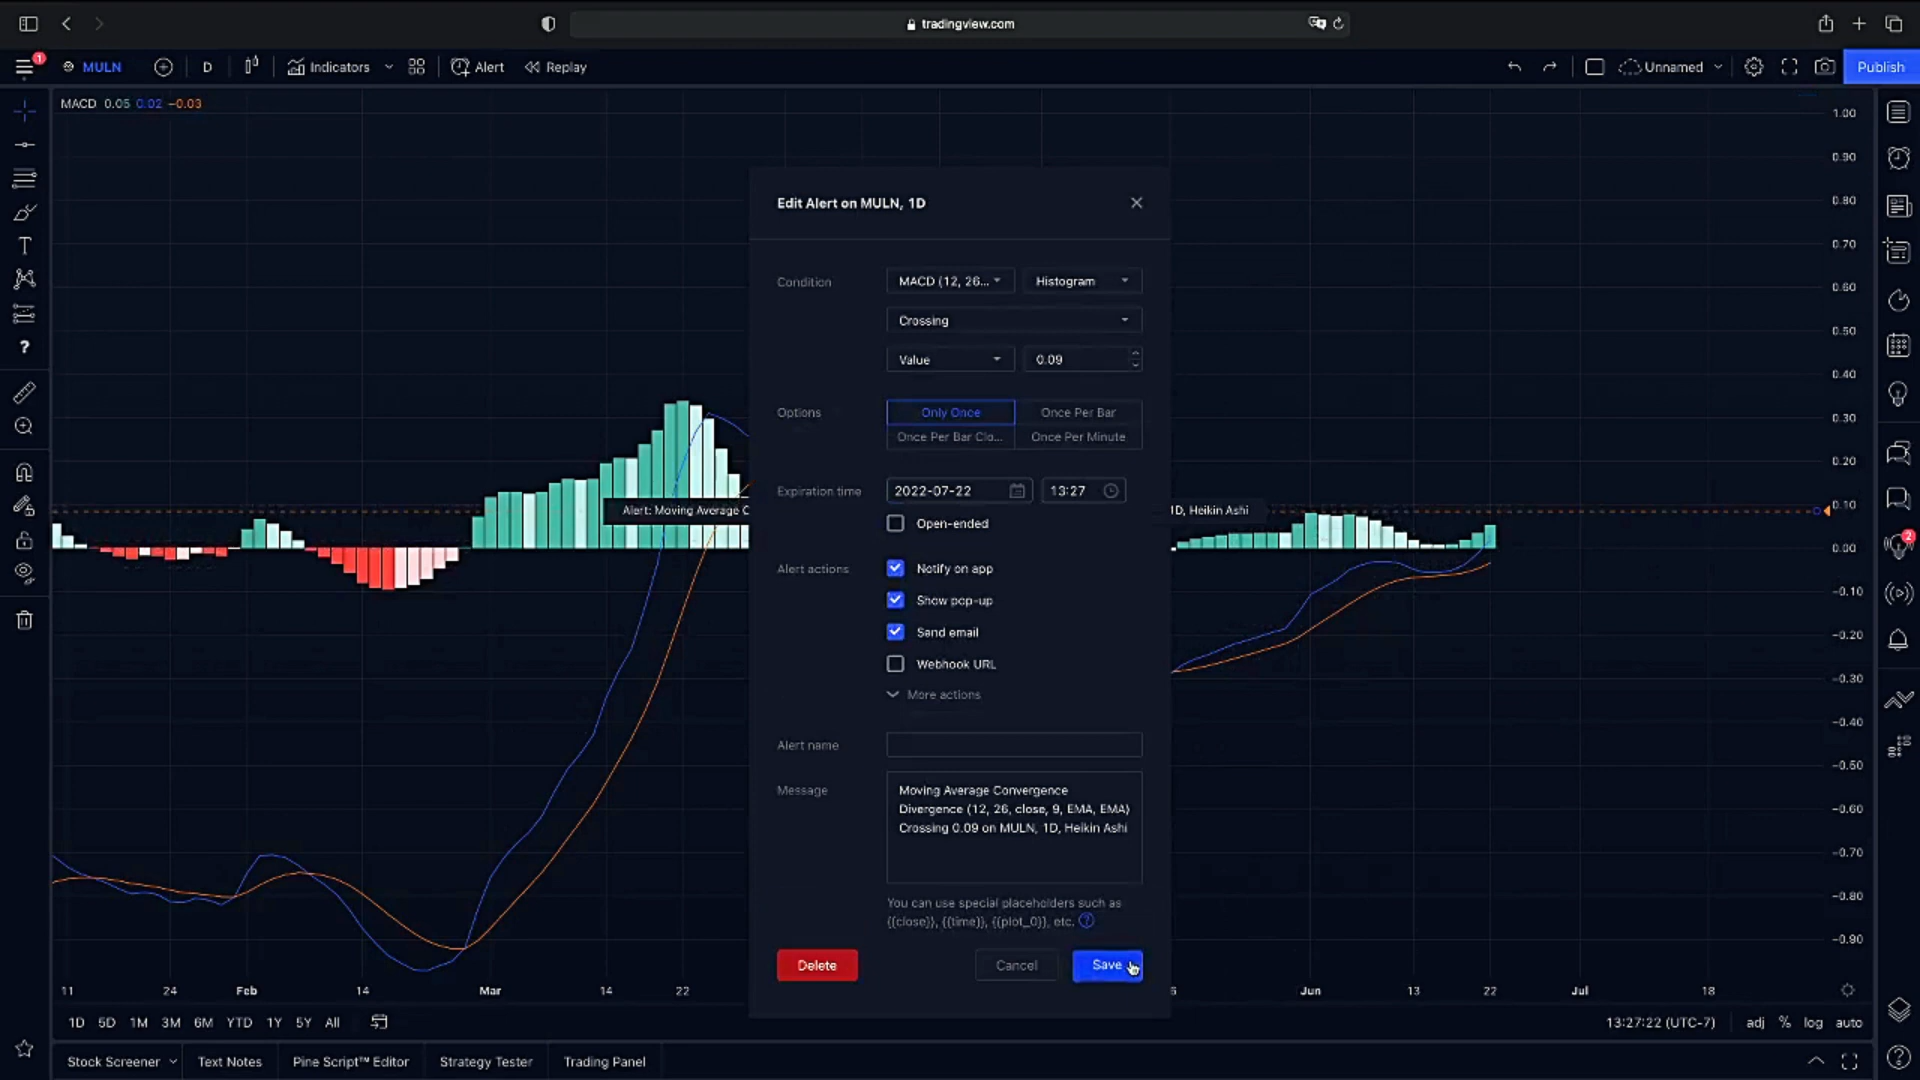 tradingview.com
1
MULN
D
Indicators
Alert
Replay
Unnamed
Publish
MACD 0.05 0.02 −0.03
Edit Alert on MULN, 1D
Condition
MACD (12, 26...
Histogram
Crossing
Value
0.09
Options
Only Once
Once Per Bar
Once Per Bar Clo...
Once Per Minute
Expiration time
2022-07-22
13:27
Open-ended
Alert actions
Notify on app
Show pop-up
Send email
Webhook URL
More actions
Alert name
Message
Moving Average Convergence
Divergence (12, 26, close, 9, EMA, EMA)
Crossing 0.09 on MULN, 1D, Heikin Ashi
You can use special placeholders such as
{{close}}, {{time}}, {{plot_0}}, etc.
Delete
Cancel
Save
Alert: Moving Average C
1D, Heikin Ashi
1.00
0.90
0.80
0.70
0.60
0.50
0.40
0.30
0.20
0.10
0.00
−0.10
−0.20
−0.30
−0.40
−0.50
−0.60
−0.70
−0.80
−0.90
2
11
24
Feb
14
Mar
14
22
Jun
13
22
Jul
18
1D
5D
1M
3M
6M
YTD
1Y
5Y
All
13:27:22 (UTC-7)
adj
%
log
auto
Stock Screener
Text Notes
Pine Script™ Editor
Strategy Tester
Trading Panel